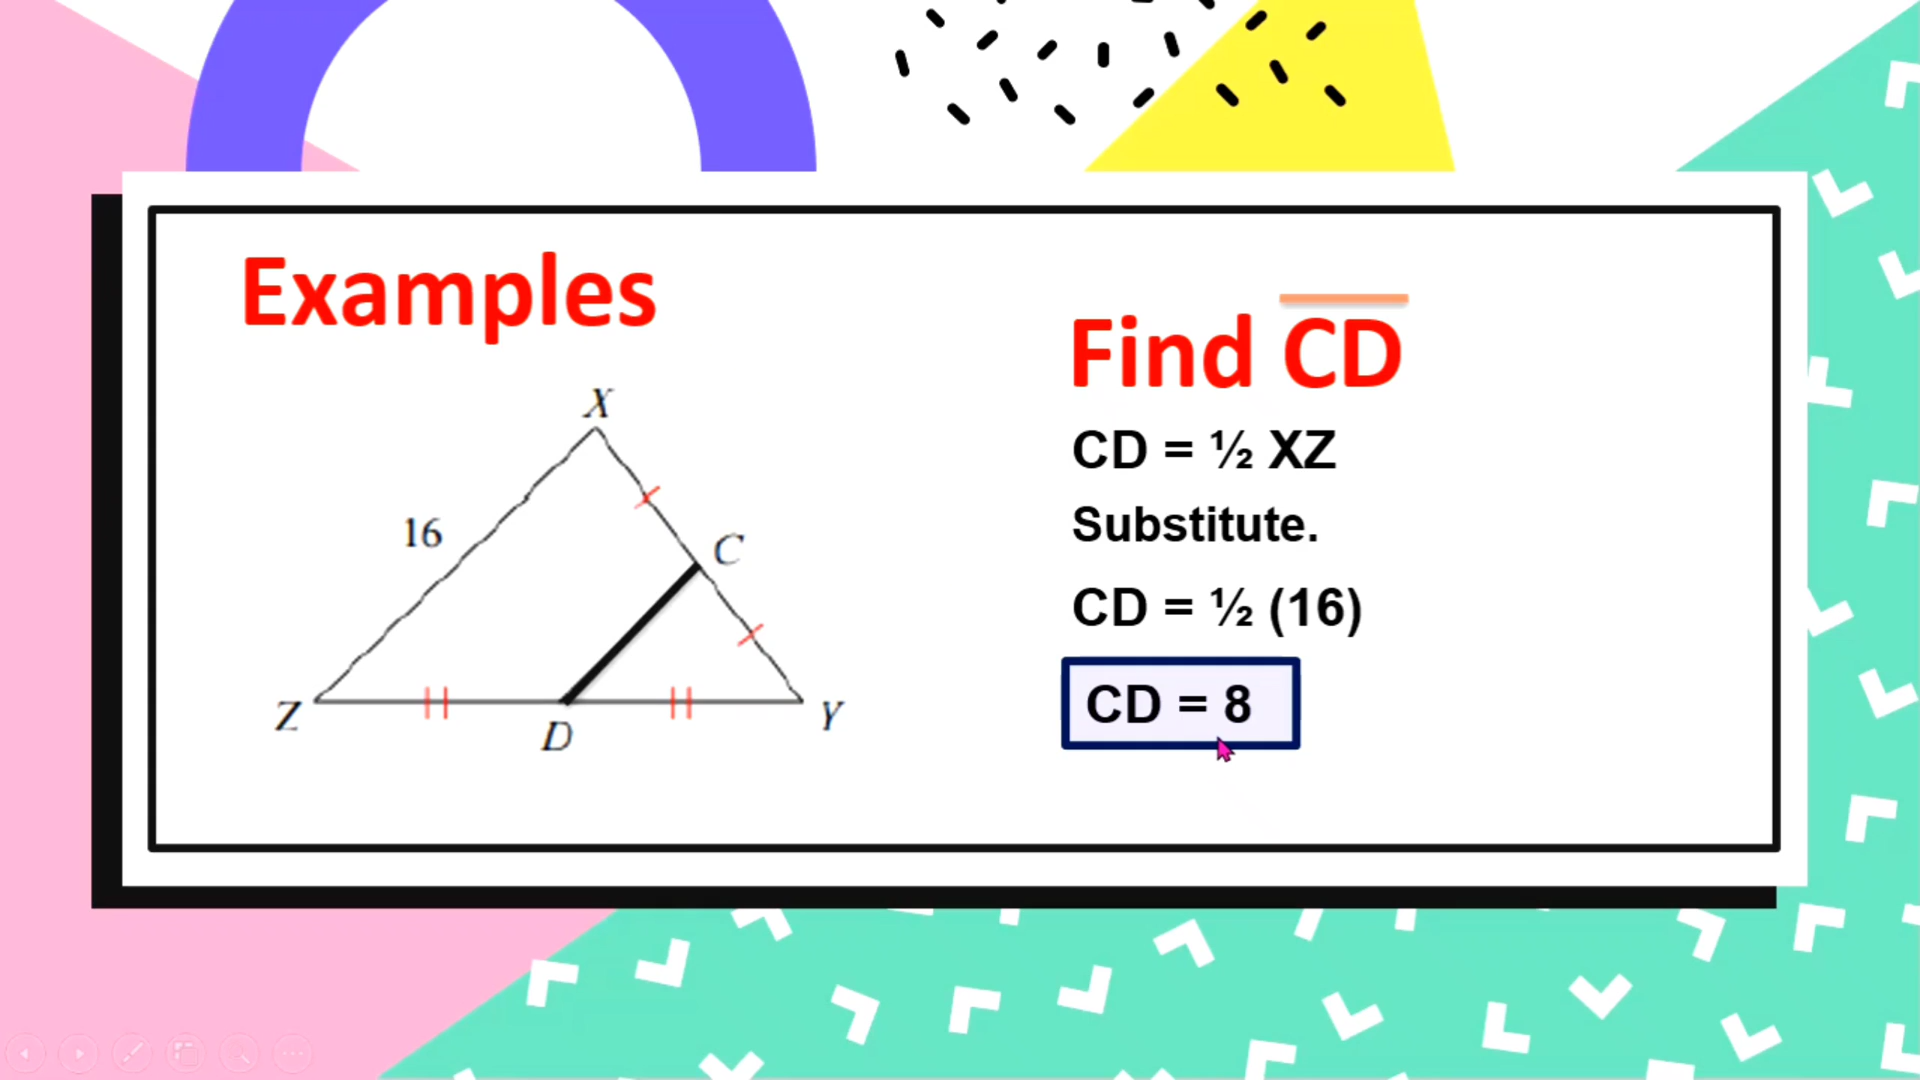 Examples
Find CD
X
16
C
Z
D
Y
CD = ½ XZ
Substitute.
CD = ½ (16)
CD = 8